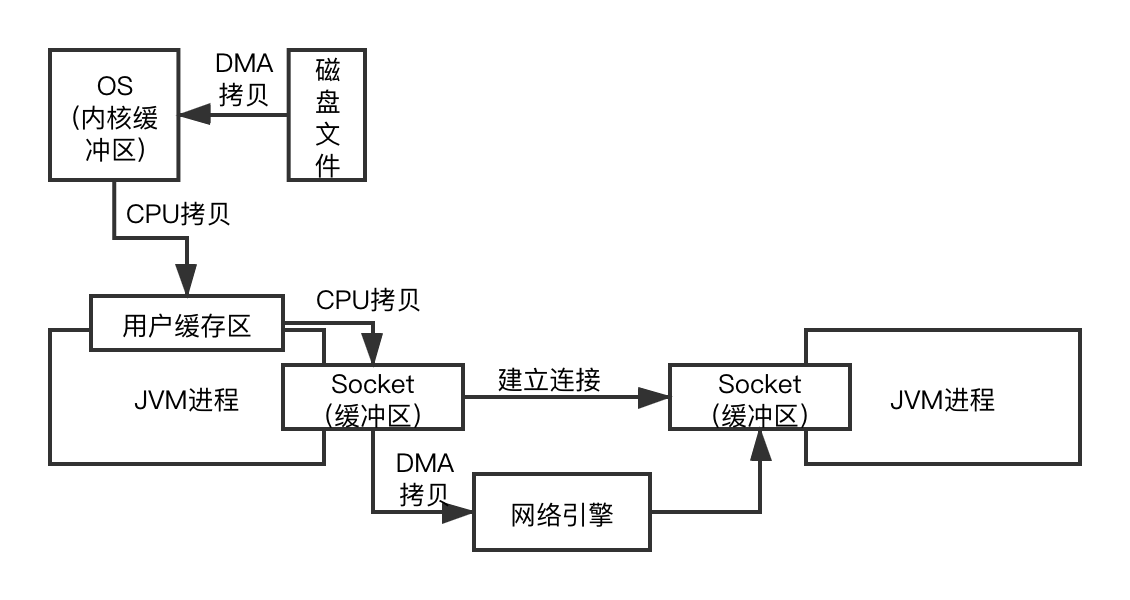 OS
(内核缓
冲区)
DMA
拷贝
磁
盘
文
件
CPU拷贝
用户缓存区
CPU拷贝
JVM进程
Socket
(缓冲区)
建立连接
Socket
(缓冲区)
JVM进程
DMA
拷贝
网络引擎